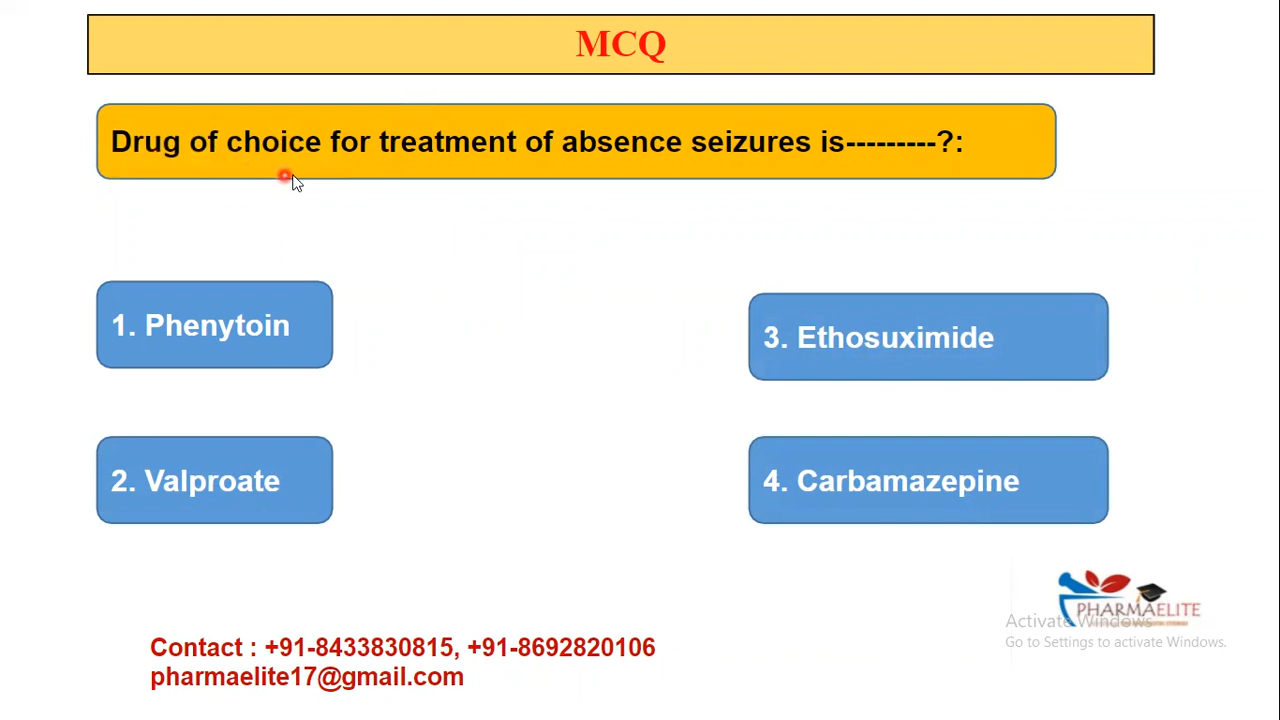 MCQ
Drug of choice for treatment of absence seizures is---------?:
1. Phenytoin
3. Ethosuximide
2. Valproate
4. Carbamazepine
PHARMAELITE
Activate Windows
Go to Settings to activate Windows.
Contact : +91-8433830815, +91-8692820106
pharmaelite17@gmail.com